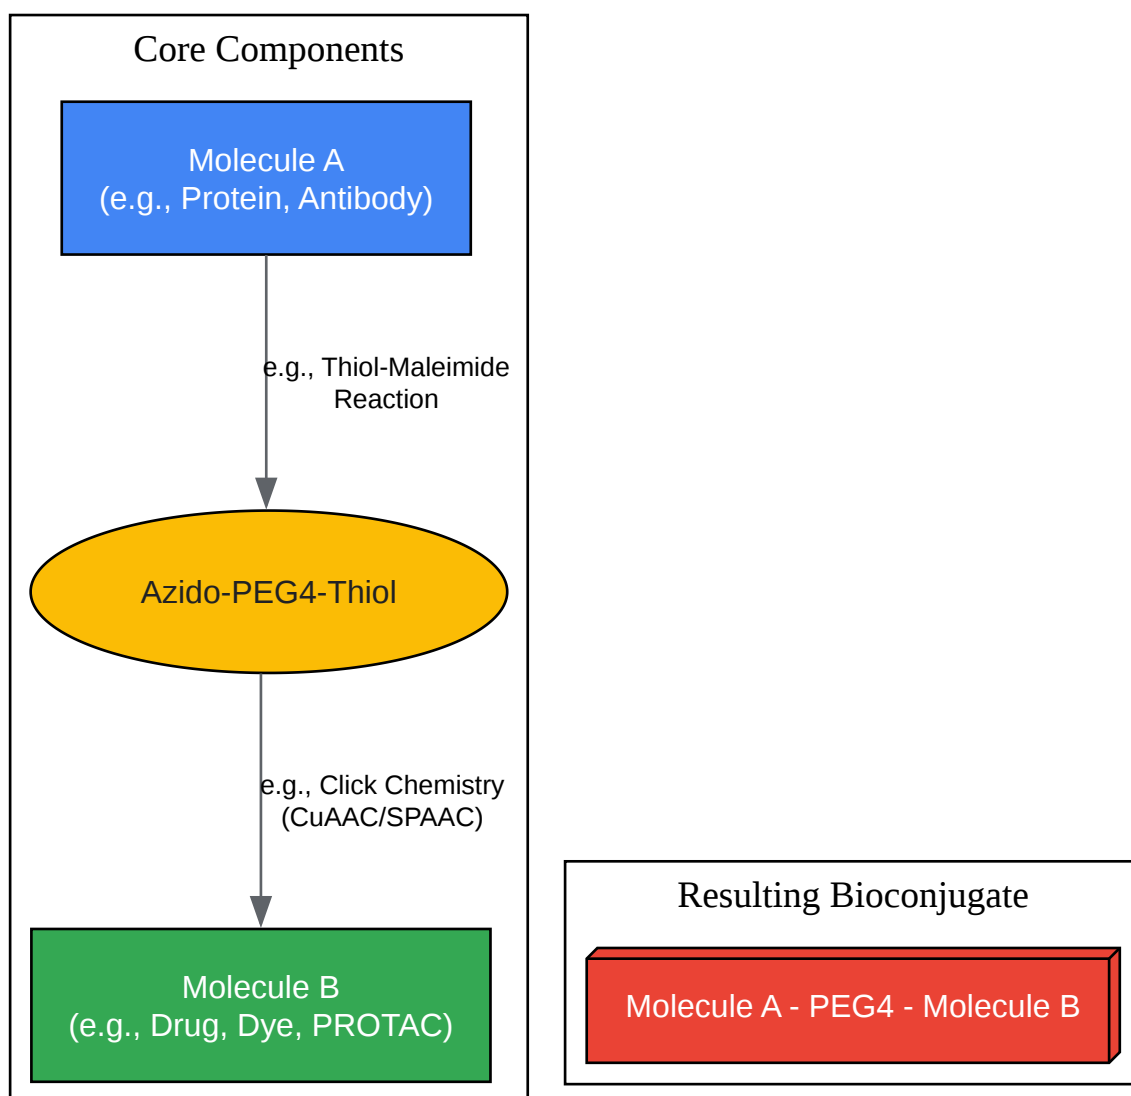 Core Components
Molecule A
(e.g., Protein, Antibody)
e.g., Thiol-Maleimide
Reaction
Azido-PEG4-Thiol
e.g., Click Chemistry
(CuAAC/SPAAC)
Molecule B
(e.g., Drug, Dye, PROTAC)
Resulting Bioconjugate
Molecule A - PEG4 - Molecule B